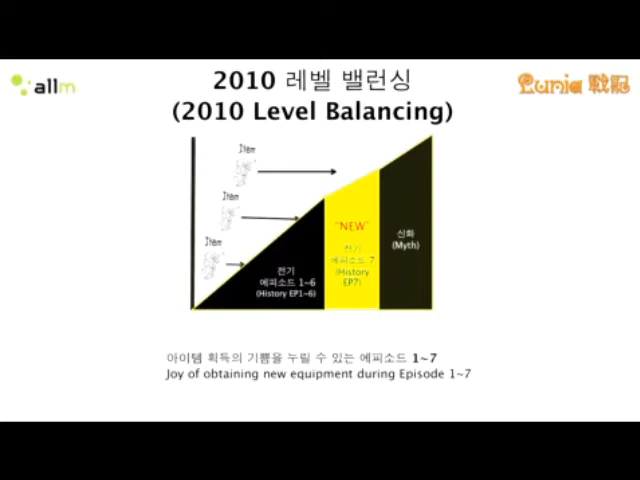 allm
2010 레벨 밸런싱
(2010 Level Balancing)
Punia 戦記
Item
Item
Item
"NEW"
전기
에피소드 7
(History
EP7)
신화
(Myth)
전기
에피소드 1~6
(History EP1~6)
아이템 획득의 기쁨을 누릴 수 있는 에피소드 1~7
Joy of obtaining new equipment during Episode 1~7